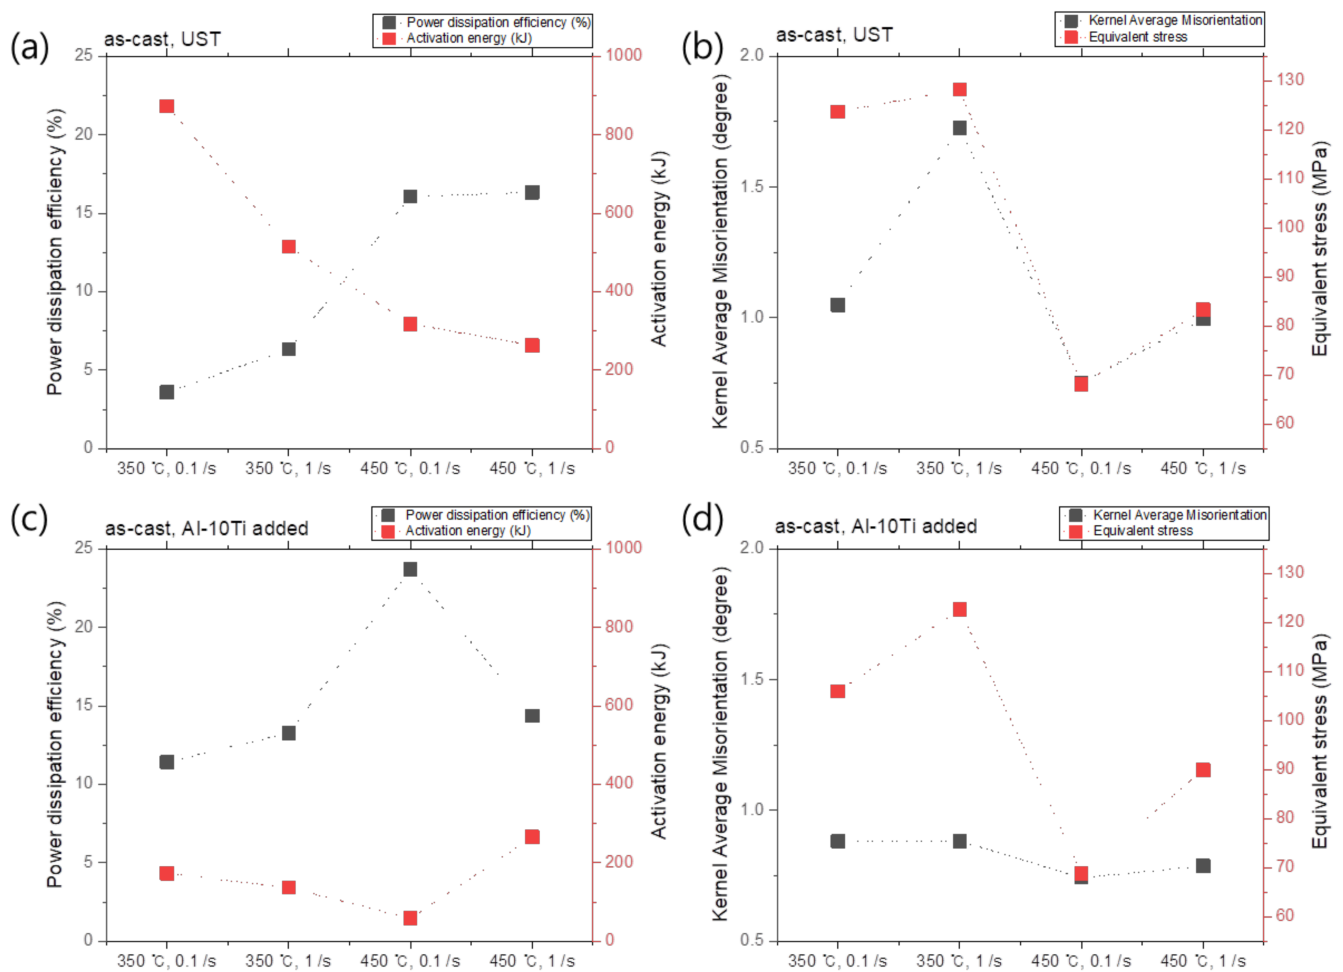 (a)
as-cast, UST
Power dissipation efficiency (%)
Activation energy (kJ)
25
20
15
10
5
0
Power dissipation efficiency (%)
1000
800
600
400
200
0
Activation energy (kJ)
350 ℃, 0.1 /s
350 ℃, 1 /s
450 ℃, 0.1 /s
450 ℃, 1 /s
(b)
as-cast, UST
Kernel Average Misorientation
Equivalent stress
2.0
1.5
1.0
0.5
Kernel Average Misorientation (degree)
130
120
110
100
90
80
70
60
Equivalent stress (MPa)
350 ℃, 0.1 /s
350 ℃, 1 /s
450 ℃, 0.1 /s
450 ℃, 1 /s
(c)
as-cast, Al-10Ti added
Power dissipation efficiency (%)
Activation energy (kJ)
25
20
15
10
5
0
Power dissipation efficiency (%)
1000
800
600
400
200
0
Activation energy (kJ)
350 ℃, 0.1 /s
350 ℃, 1 /s
450 ℃, 0.1 /s
450 ℃, 1 /s
(d)
as-cast, Al-10Ti added
Kernel Average Misorientation
Equivalent stress
2.0
1.5
1.0
0.5
Kernel Average Misorientation (degree)
130
120
110
100
90
80
70
60
Equivalent stress (MPa)
350 ℃, 0.1 /s
350 ℃, 1 /s
450 ℃, 0.1 /s
450 ℃, 1 /s